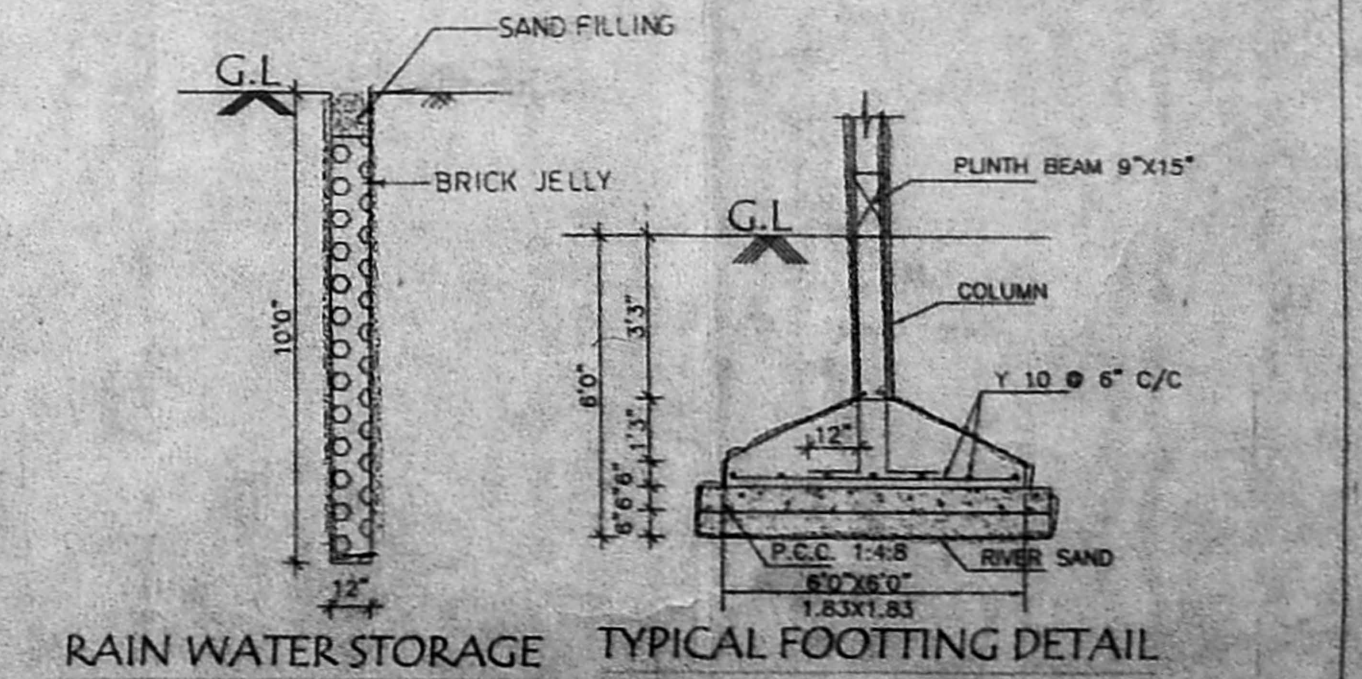 SAND FILLING
G.L
BRICK JELLY
10'0"
12"
RAIN WATER STORAGE
PLINTH BEAM 9"X15"
G.L
COLUMN
3'3"
6'0"
Y 10 @ 6" C/C
1'3"
12"
6"
6"
6"
P.C.C. 1:4:8
RIVER SAND
6'0"X6'0"
1.83X1.83
TYPICAL FOOTTING DETAIL